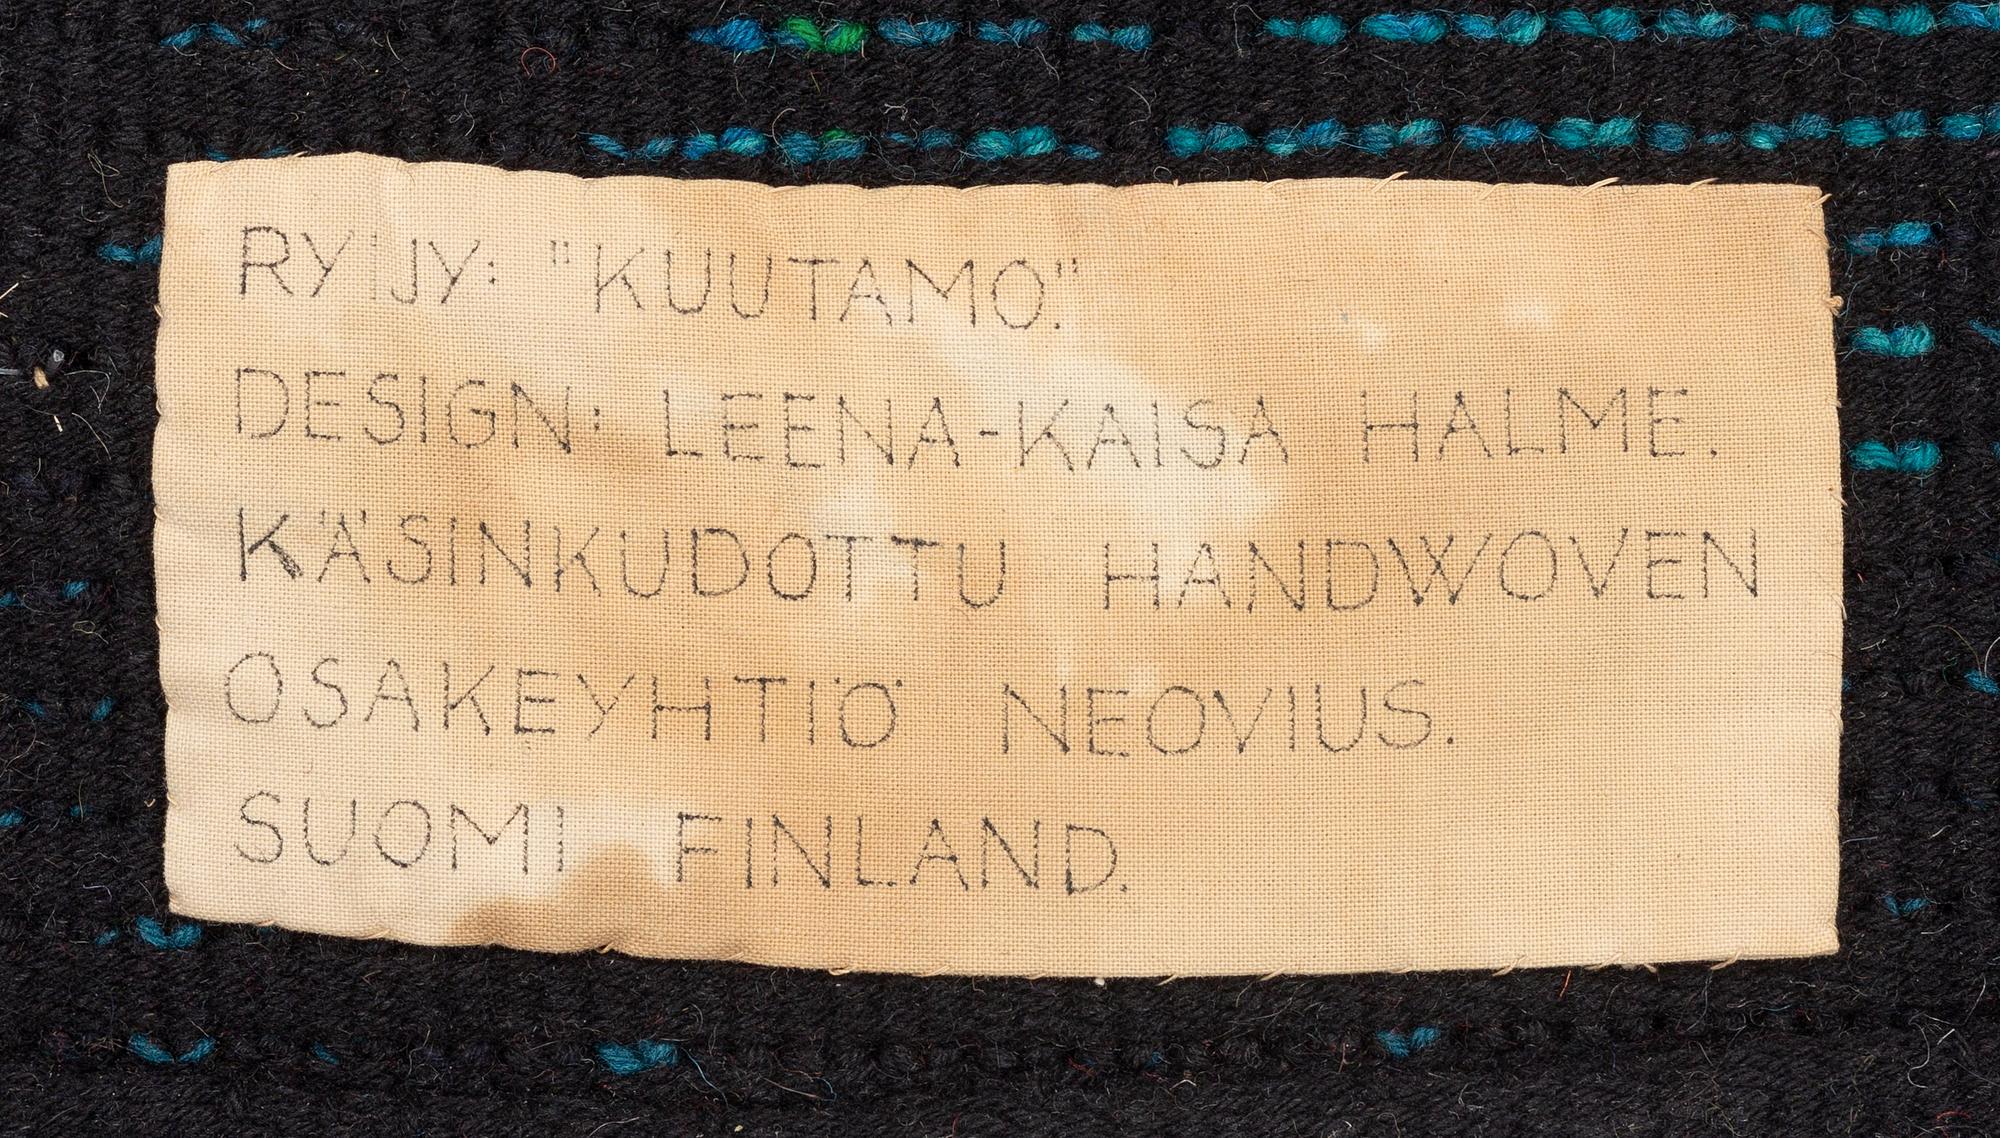 RYIJY: "KUUTAMO."
DESIGN: LEENA-KAISA HALME.
KÄSINKUDOTTU HANDWOVEN
OSAKEYHTIÖ NEOVIUS.
SUOMI FINLAND.